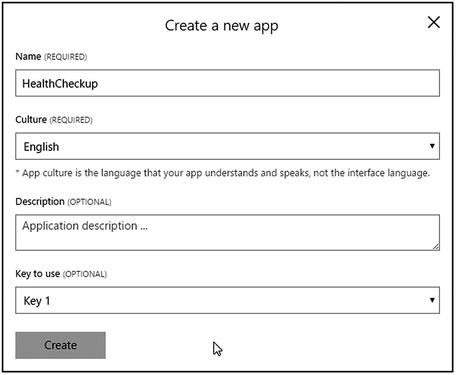 Create a new app
Name (REQUIRED)
HealthCheckup
Culture (REQUIRED)
English
* App culture is the language that your app understands and speaks, not the interface language.
Description (OPTIONAL)
Application description ...
Key to use (OPTIONAL)
Key 1
Create